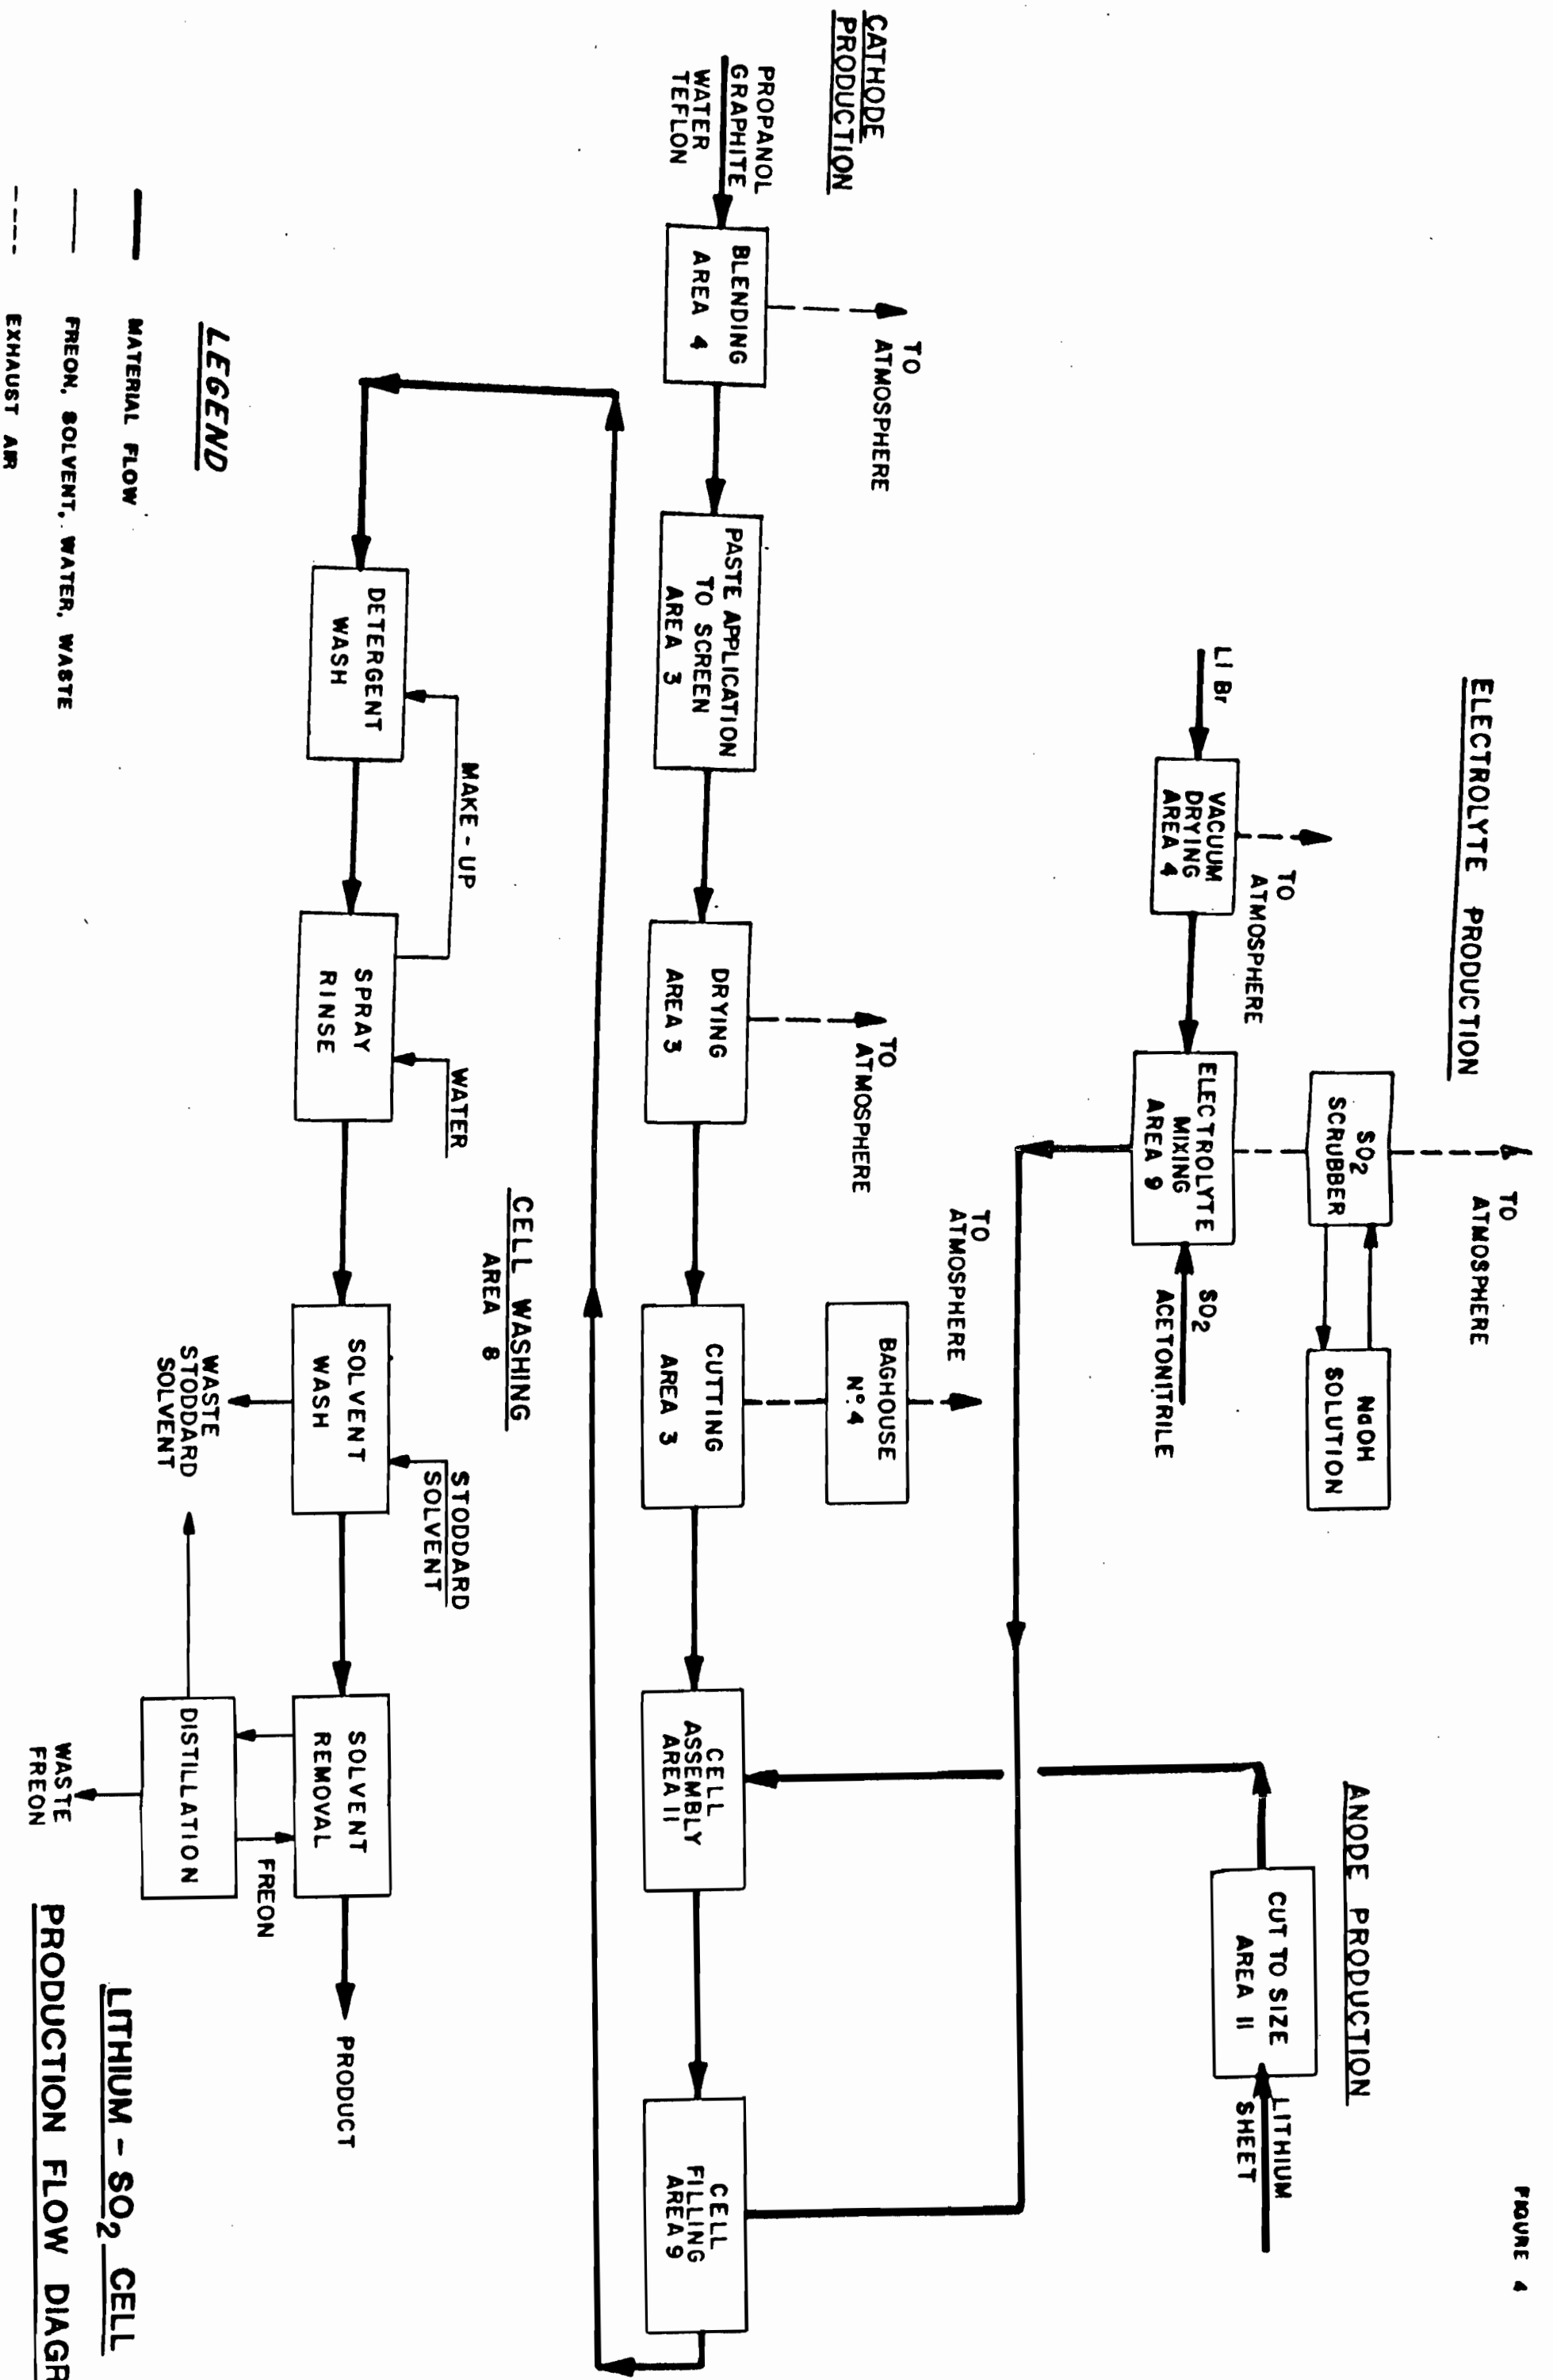 FIGURE 4
ELECTROLYTE PRODUCTION
ANODE PRODUCTION
TO
ATMOSPHERE
SO2
SCRUBBER
NaOH
SOLUTION
TO
ATMOSPHERE
LI Br
VACUUM
DRYING
AREA 4
ELECTROLYTE
MIXING
AREA 9
SO2
ACETONITRILE
CUT TO SIZE
AREA 11
LITHIUM
SHEET
CATHODE
PRODUCTION
TO
ATMOSPHERE
TO
ATMOSPHERE
TO
ATMOSPHERE
BAGHOUSE
Nº.4
PROPANOL
GRAPHITE
WATER
TEFLON
BLENDING
AREA 4
PASTE APPLICATION
TO SCREEN
AREA 3
DRYING
AREA 3
CUTTING
AREA 3
CELL
ASSEMBLY
AREA 11
CELL
FILLING
AREA 9
CELL WASHING
AREA 8
MAKE-UP
WATER
STODDARD
SOLVENT
DETERGENT
WASH
SPRAY
RINSE
SOLVENT
WASH
SOLVENT
REMOVAL
PRODUCT
FREON
WASTE
STODDARD
SOLVENT
DISTILLATION
WASTE
FREON
LEGEND
MATERIAL FLOW
FREON, SOLVENT, WATER, WASTE
EXHAUST AIR
LITHIUM - SO2 CELL
PRODUCTION FLOW DIAGR